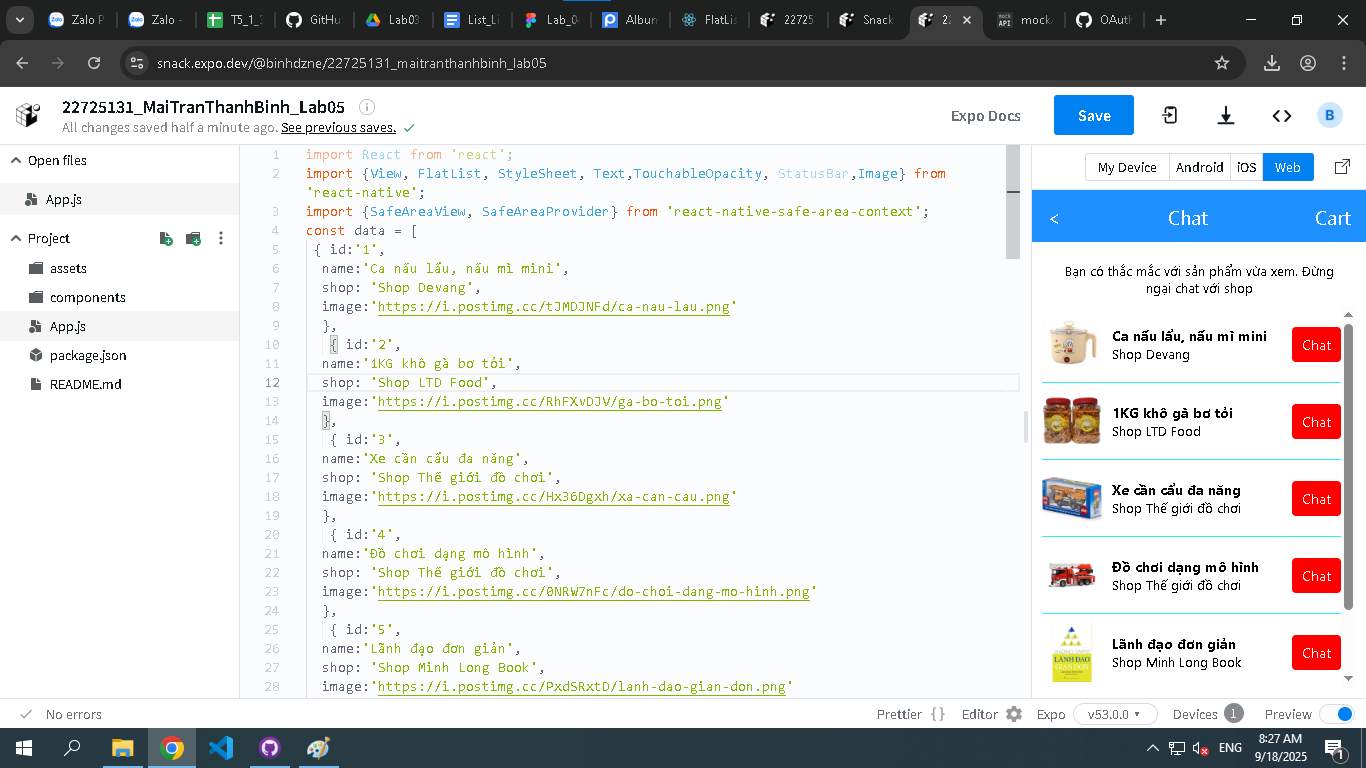 Zalo P
Zalo -
T5_1_3
GitHu
Lab03
List_Li
Lab_0
Album
FlatLis
22725
Snack
22
mock
API
mocka
OAuth
snack.expo.dev/@binhdzne/22725131_maitranthanhbinh_lab05
22725131_MaiTranThanhBinh_Lab05
All changes saved half a minute ago. See previous saves.
Expo Docs
Save
B
Open files
App.js
Project
assets
components
App.js
package.json
README.md
1 import React from 'react';
2 import {View, FlatList, StyleSheet, Text,TouchableOpacity, StatusBar,Image} from
'react-native';
3 import {SafeAreaView, SafeAreaProvider} from 'react-native-safe-area-context';
4 const data = [
5 { id:'1',
6 name:'Ca nấu lẩu, nấu mì mini',
7 shop: 'Shop Devang',
8 image:'https://i.postimg.cc/tJMDJNFd/ca-nau-lau.png'
9 },
10 { id:'2',
11 name:'1KG khô gà bơ tỏi',
12 shop: 'Shop LTD Food',
13 image:'https://i.postimg.cc/RhFXvDJV/ga-bo-toi.png'
14 },
15 { id:'3',
16 name:'Xe cần cẩu đa năng',
17 shop: 'Shop Thế giới đồ chơi',
18 image:'https://i.postimg.cc/Hx36Dgxh/xa-can-cau.png'
19 },
20 { id:'4',
21 name:'Đồ chơi dạng mô hình',
22 shop: 'Shop Thế giới đồ chơi',
23 image:'https://i.postimg.cc/0NRW7nFc/do-choi-dang-mo-hinh.png'
24 },
25 { id:'5',
26 name:'Lãnh đạo đơn giản',
27 shop: 'Shop Minh Long Book',
28 image:'https://i.postimg.cc/PxdSRxtD/lanh-dao-gian-don.png'
My Device
Android
iOS
Web
<
Chat
Cart
Bạn có thắc mắc với sản phẩm vừa xem. Đừng
ngại chat với shop
Ca nấu lẩu, nấu mì mini
Shop Devang
Chat
1KG khô gà bơ tỏi
Shop LTD Food
Chat
Xe cần cẩu đa năng
Shop Thế giới đồ chơi
Chat
Đồ chơi dạng mô hình
Shop Thế giới đồ chơi
Chat
LÃNH ĐẠO
Lãnh đạo đơn giản
Shop Minh Long Book
Chat
No errors
Prettier { }
Editor
Expo
v53.0.0
Devices 1
Preview
ENG
8:27 AM
9/18/2025
1